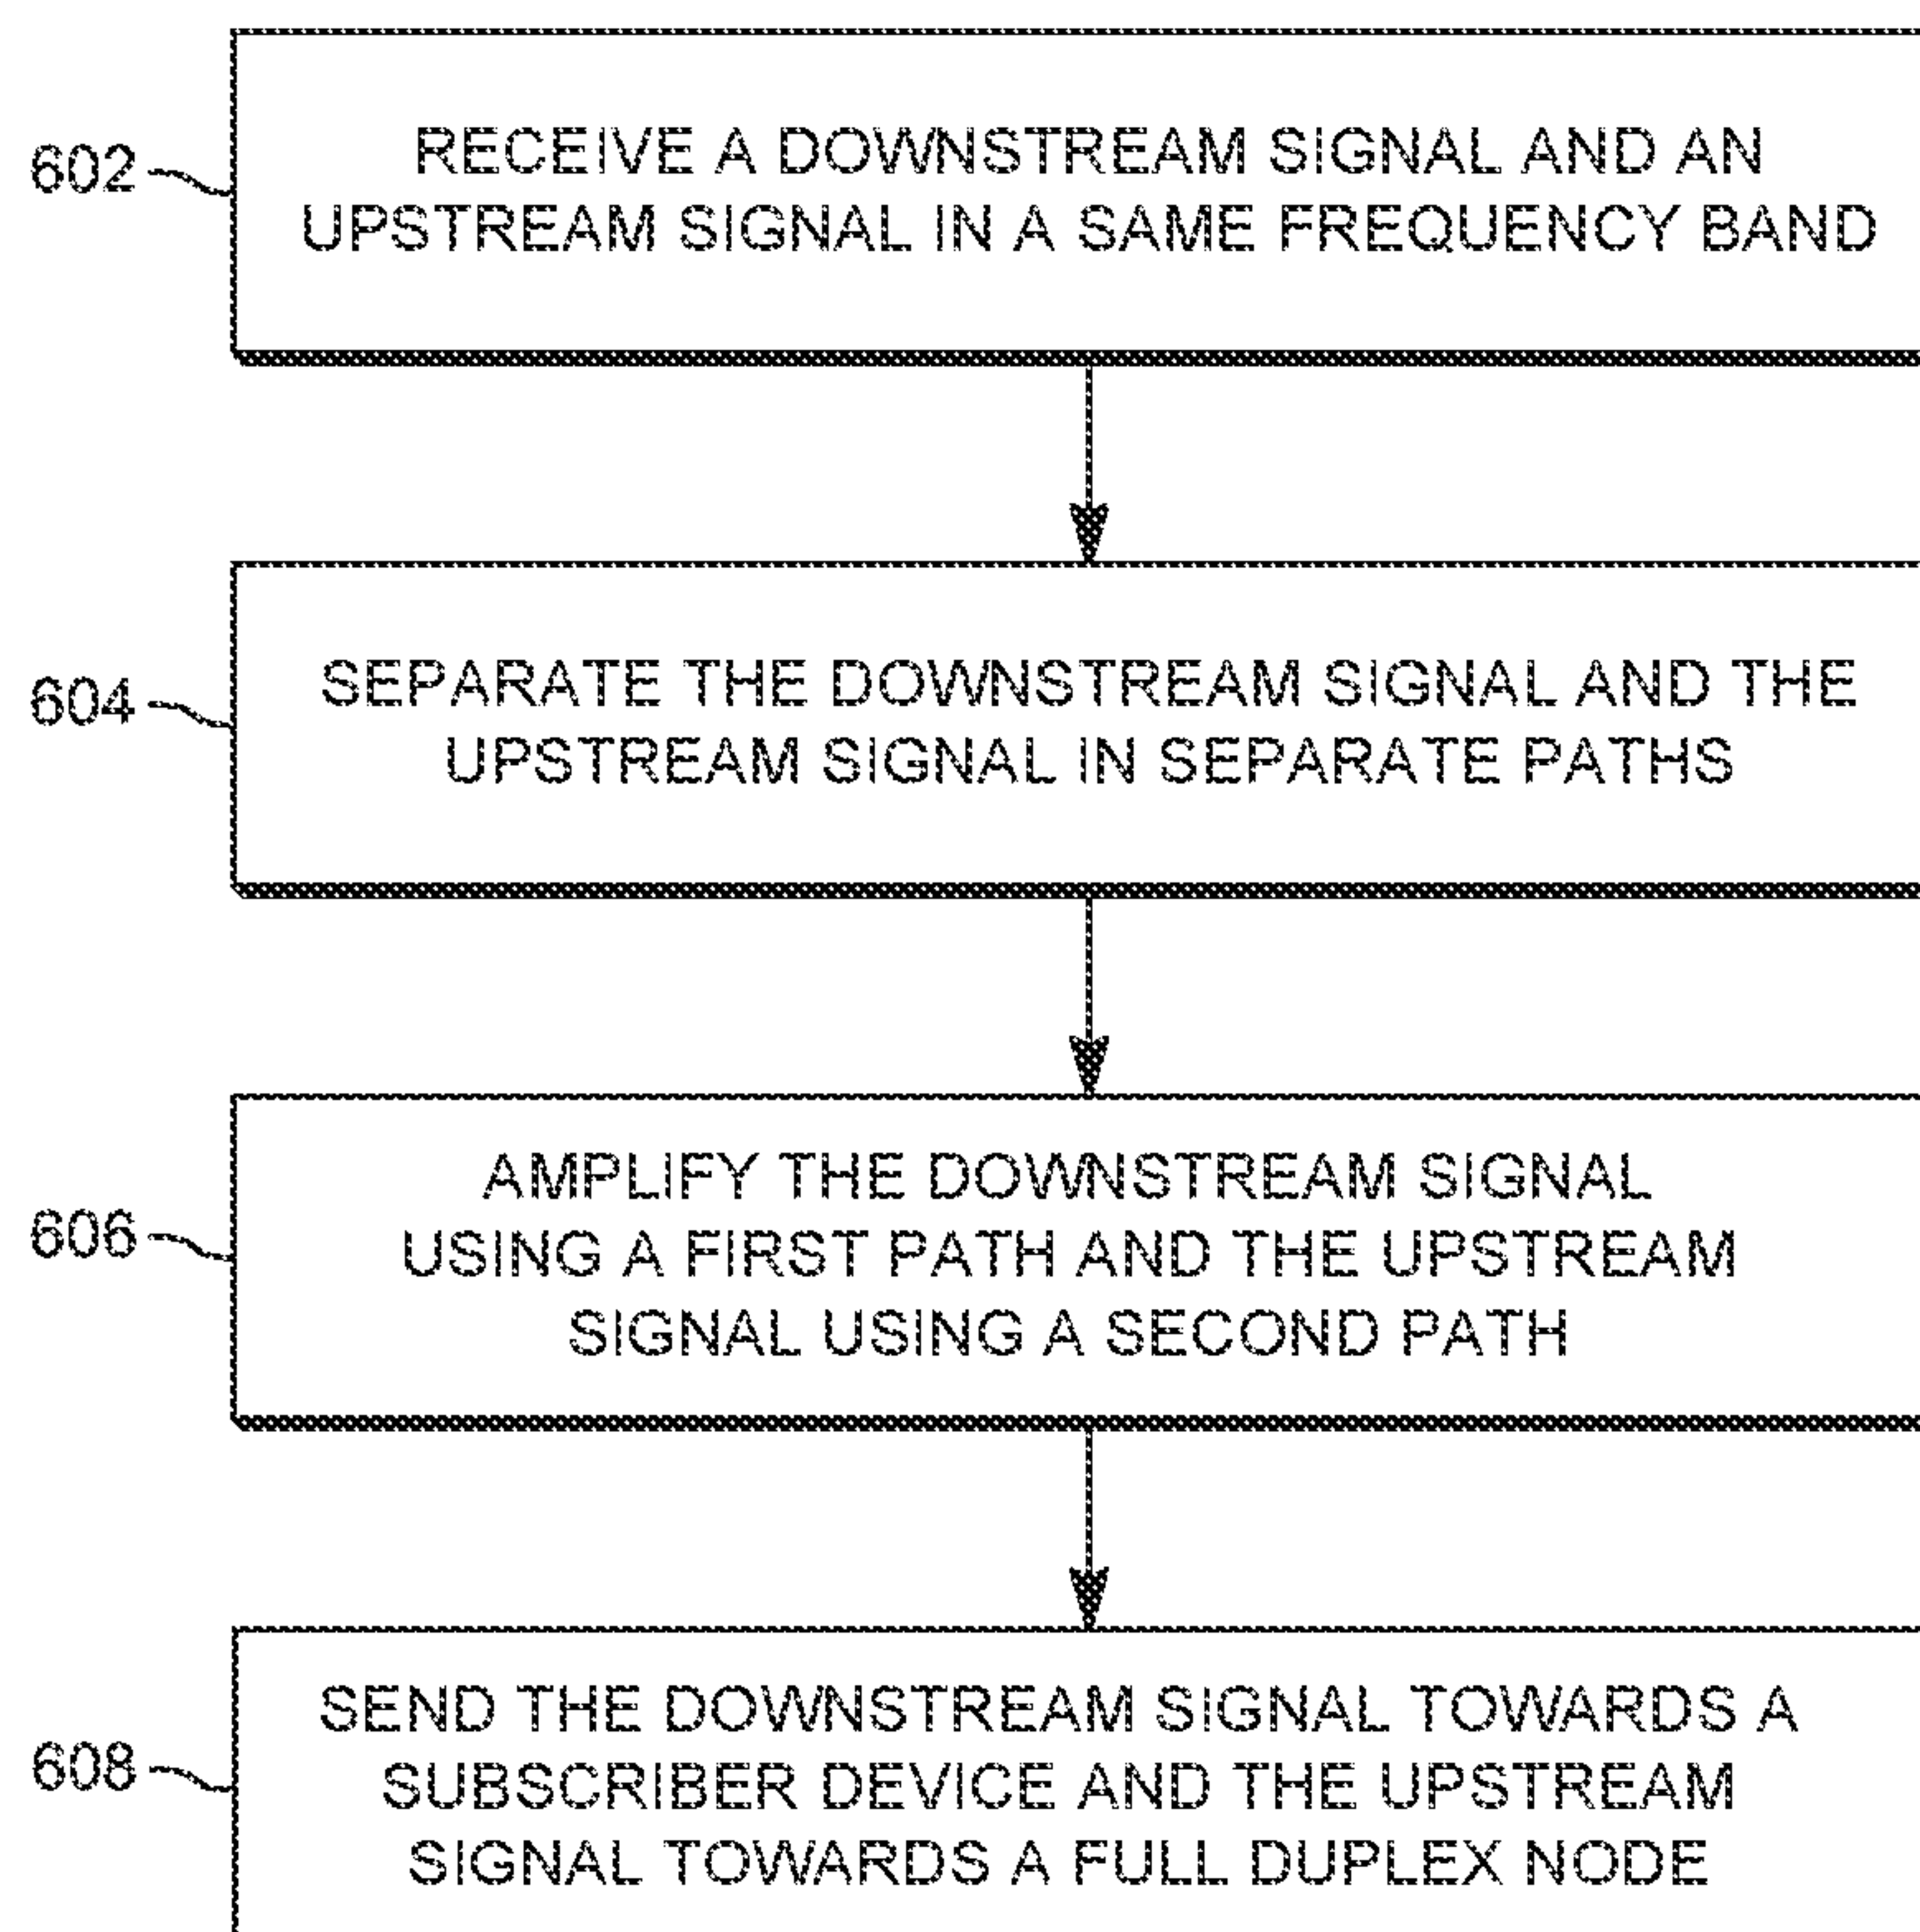 602
RECEIVE A DOWNSTREAM SIGNAL AND AN
UPSTREAM SIGNAL IN A SAME FREQUENCY BAND
604
SEPARATE THE DOWNSTREAM SIGNAL AND THE
UPSTREAM SIGNAL IN SEPARATE PATHS
606
AMPLIFY THE DOWNSTREAM SIGNAL
USING A FIRST PATH AND THE UPSTREAM
SIGNAL USING A SECOND PATH
608
SEND THE DOWNSTREAM SIGNAL TOWARDS A
SUBSCRIBER DEVICE AND THE UPSTREAM
SIGNAL TOWARDS A FULL DUPLEX NODE